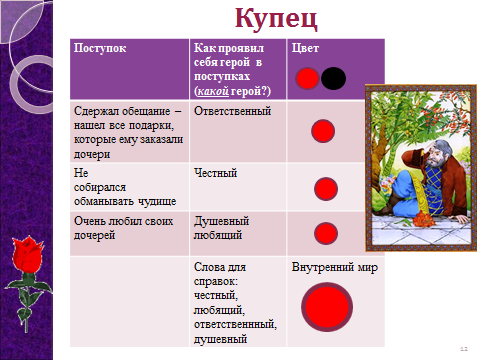 Купец
Поступок
Как проявил
себя герой в
поступках
(какой герой?)
Цвет
Сдержал обещание –
нашел все подарки,
которые ему заказали
дочери
Ответственный
Не
собирался
обманывать чудище
Честный
Очень любил своих
дочерей
Душевный
любящий
Слова для
справок:
честный,
любящий,
ответственнный,
душевный
Внутренний мир
12